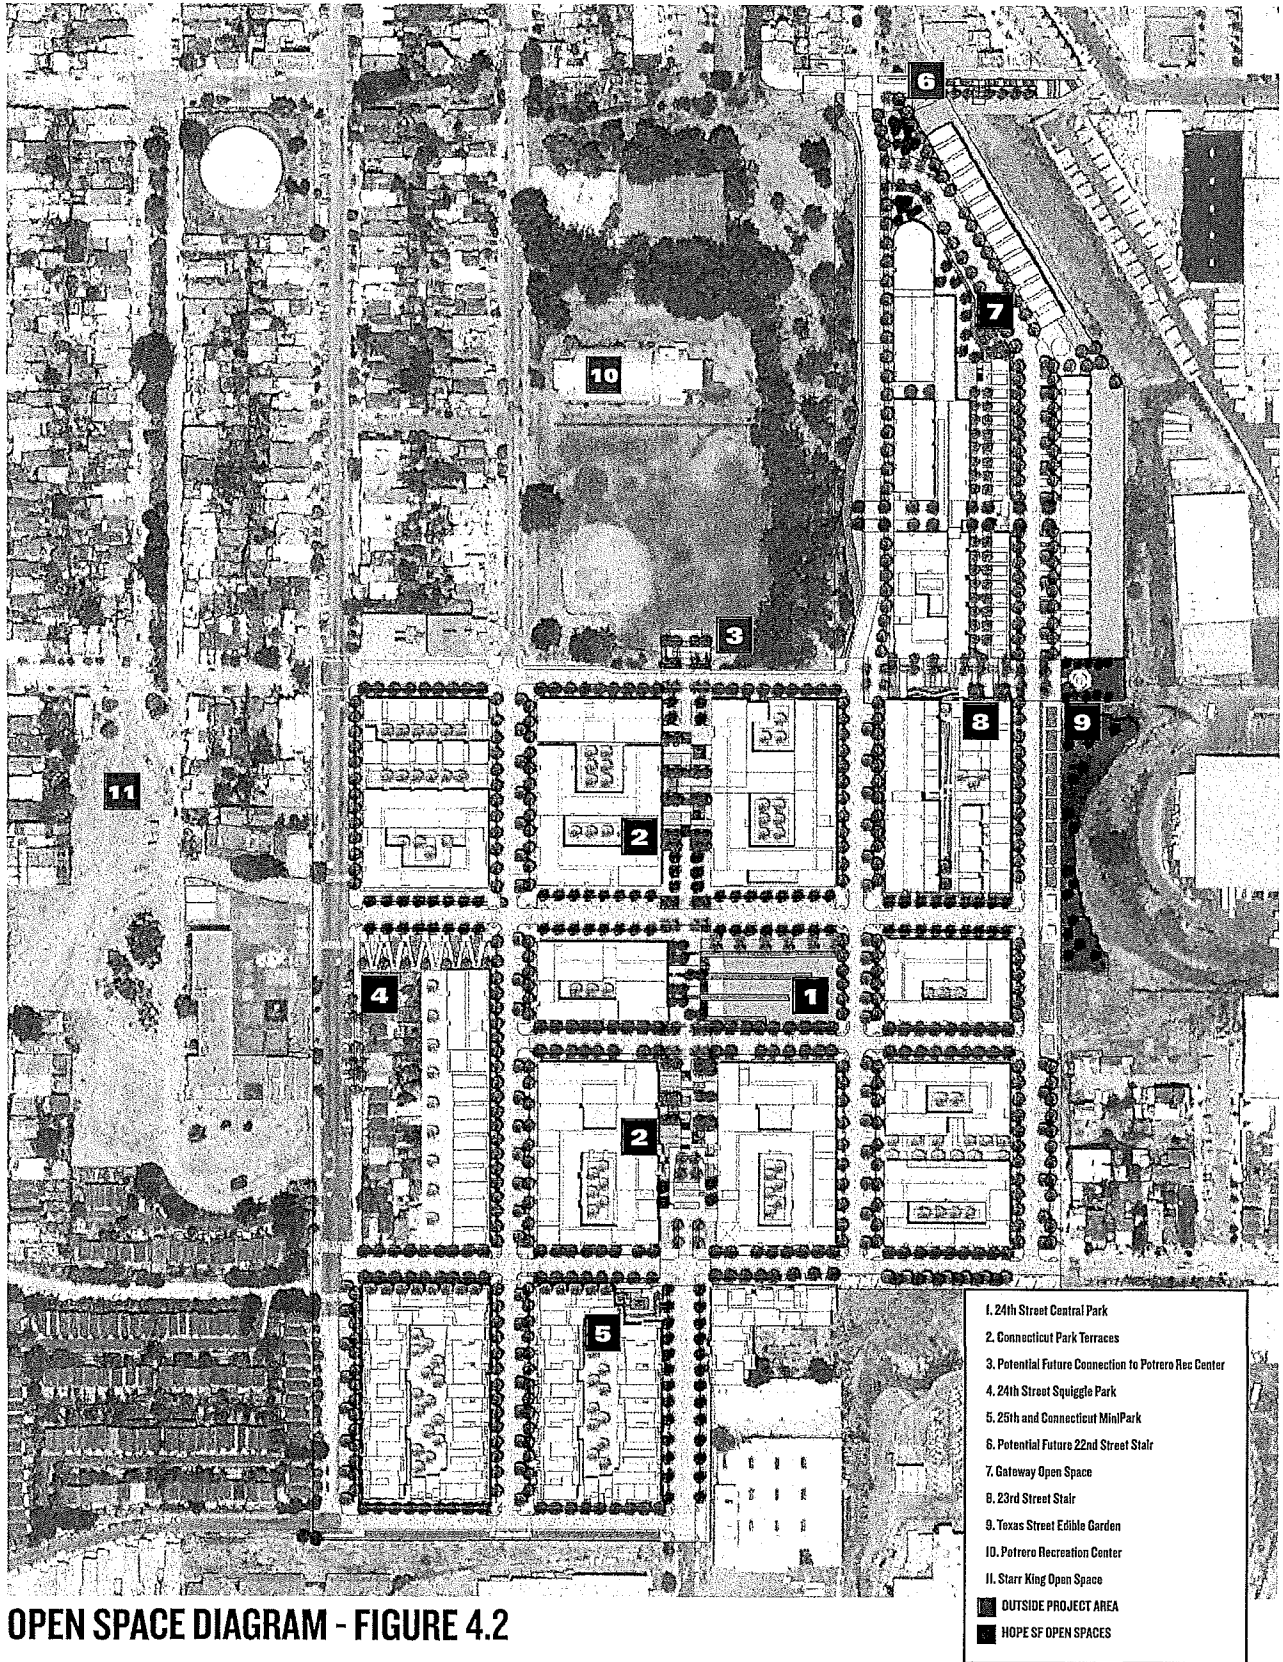 6
7
10
3
8
9
11
2
4
1
2
5
1. 24th Street Central Park
2. Connecticut Park Terraces
3. Potential Future Connection to Potrero Rec Center
4. 24th Street Squiggle Park
5. 25th and Connecticut MiniPark
6. Potential Future 22nd Street Stair
7. Gateway Open Space
8. 23rd Street Stair
9. Texas Street Edible Garden
10. Potrero Recreation Center
11. Starr King Open Space
OUTSIDE PROJECT AREA
HOPE SF OPEN SPACES
OPEN SPACE DIAGRAM - FIGURE 4.2